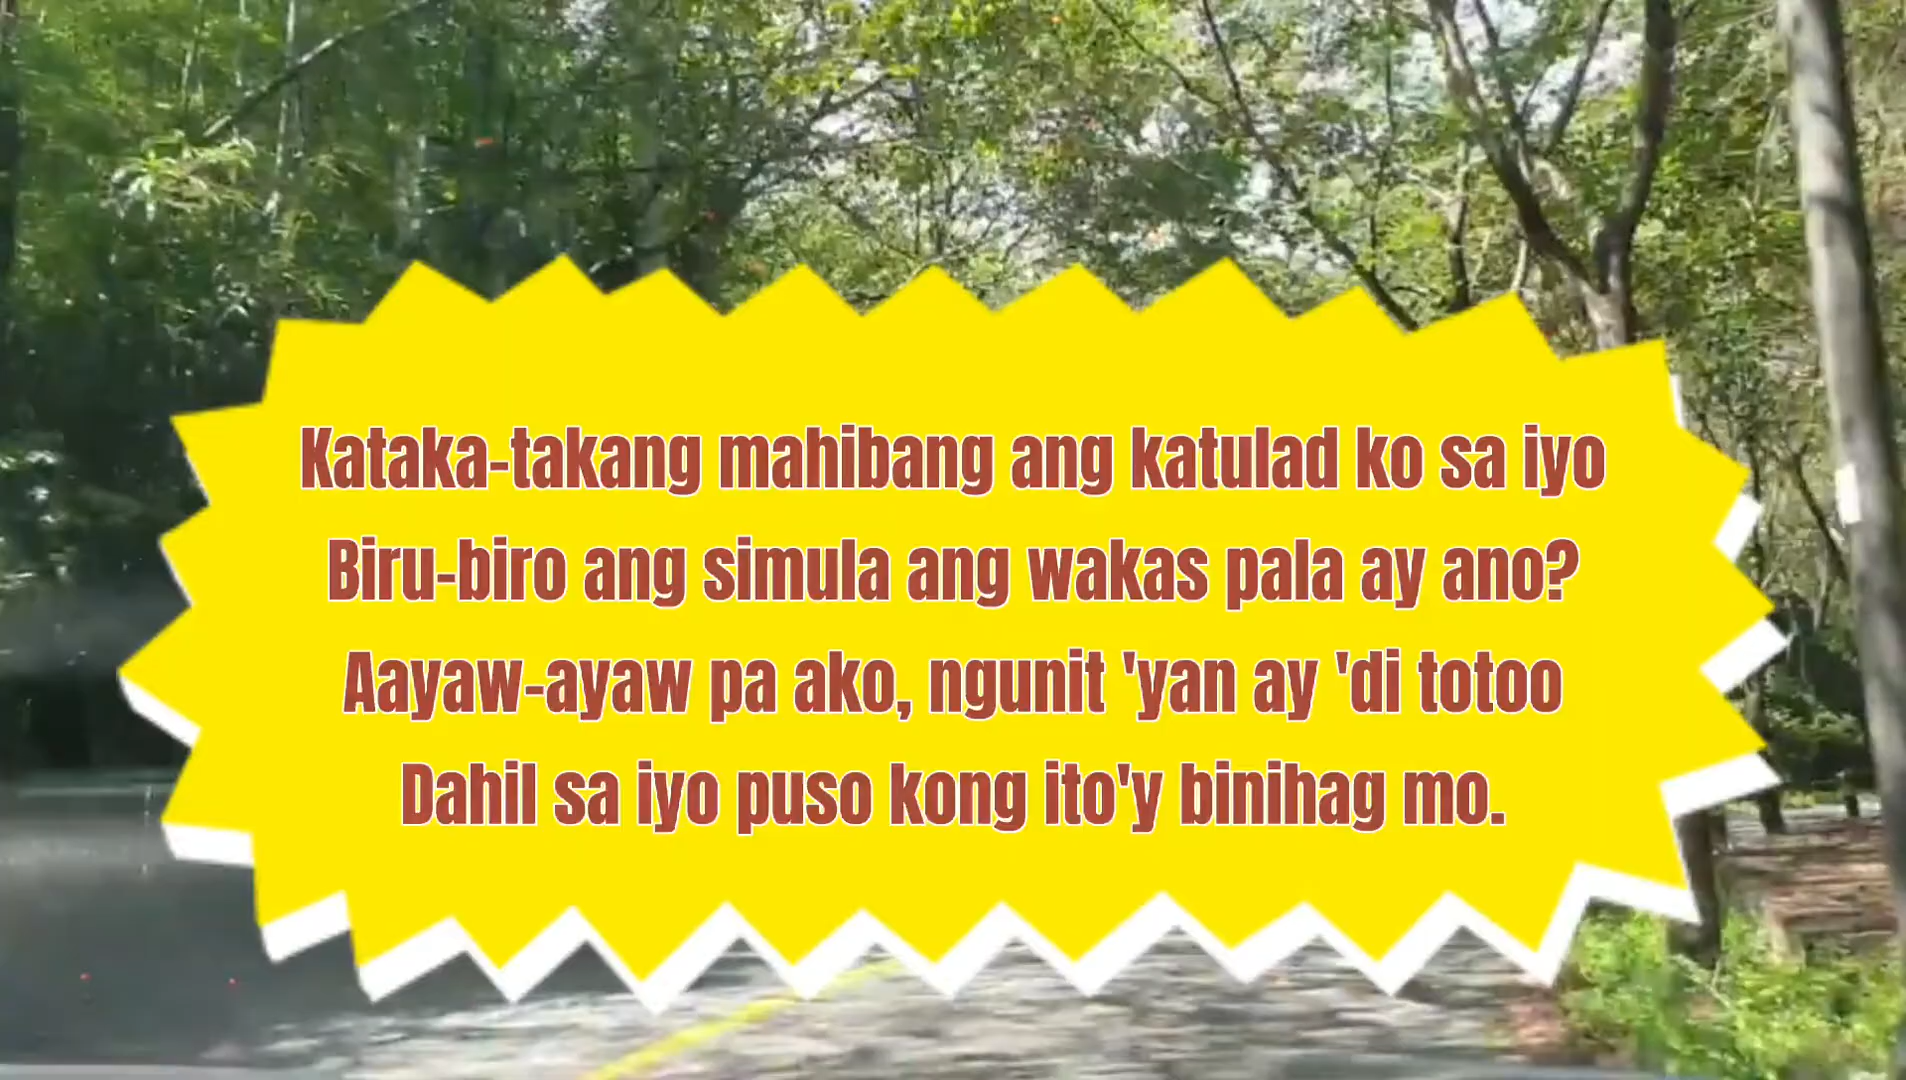 Kataka-takang mahibang ang katulad ko sa iyo
Biru-biro ang simula ang wakas pala ay ano?
Aayaw-ayaw pa ako, ngunit 'yan ay 'di totoo
Dahil sa iyo puso kong ito'y binihag mo.